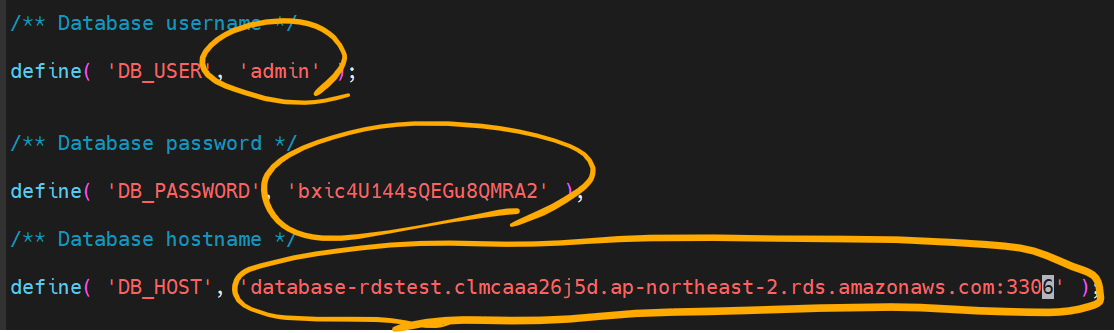 /** Database username */
define( 'DB_USER', 'admin' );
/** Database password */
define( 'DB_PASSWORD', 'bxic4U144sQEGu8QMRA2' );
/** Database hostname */
define( 'DB_HOST', 'database-rdstest.clmcaaa26j5d.ap-northeast-2.rds.amazonaws.com:3306' );